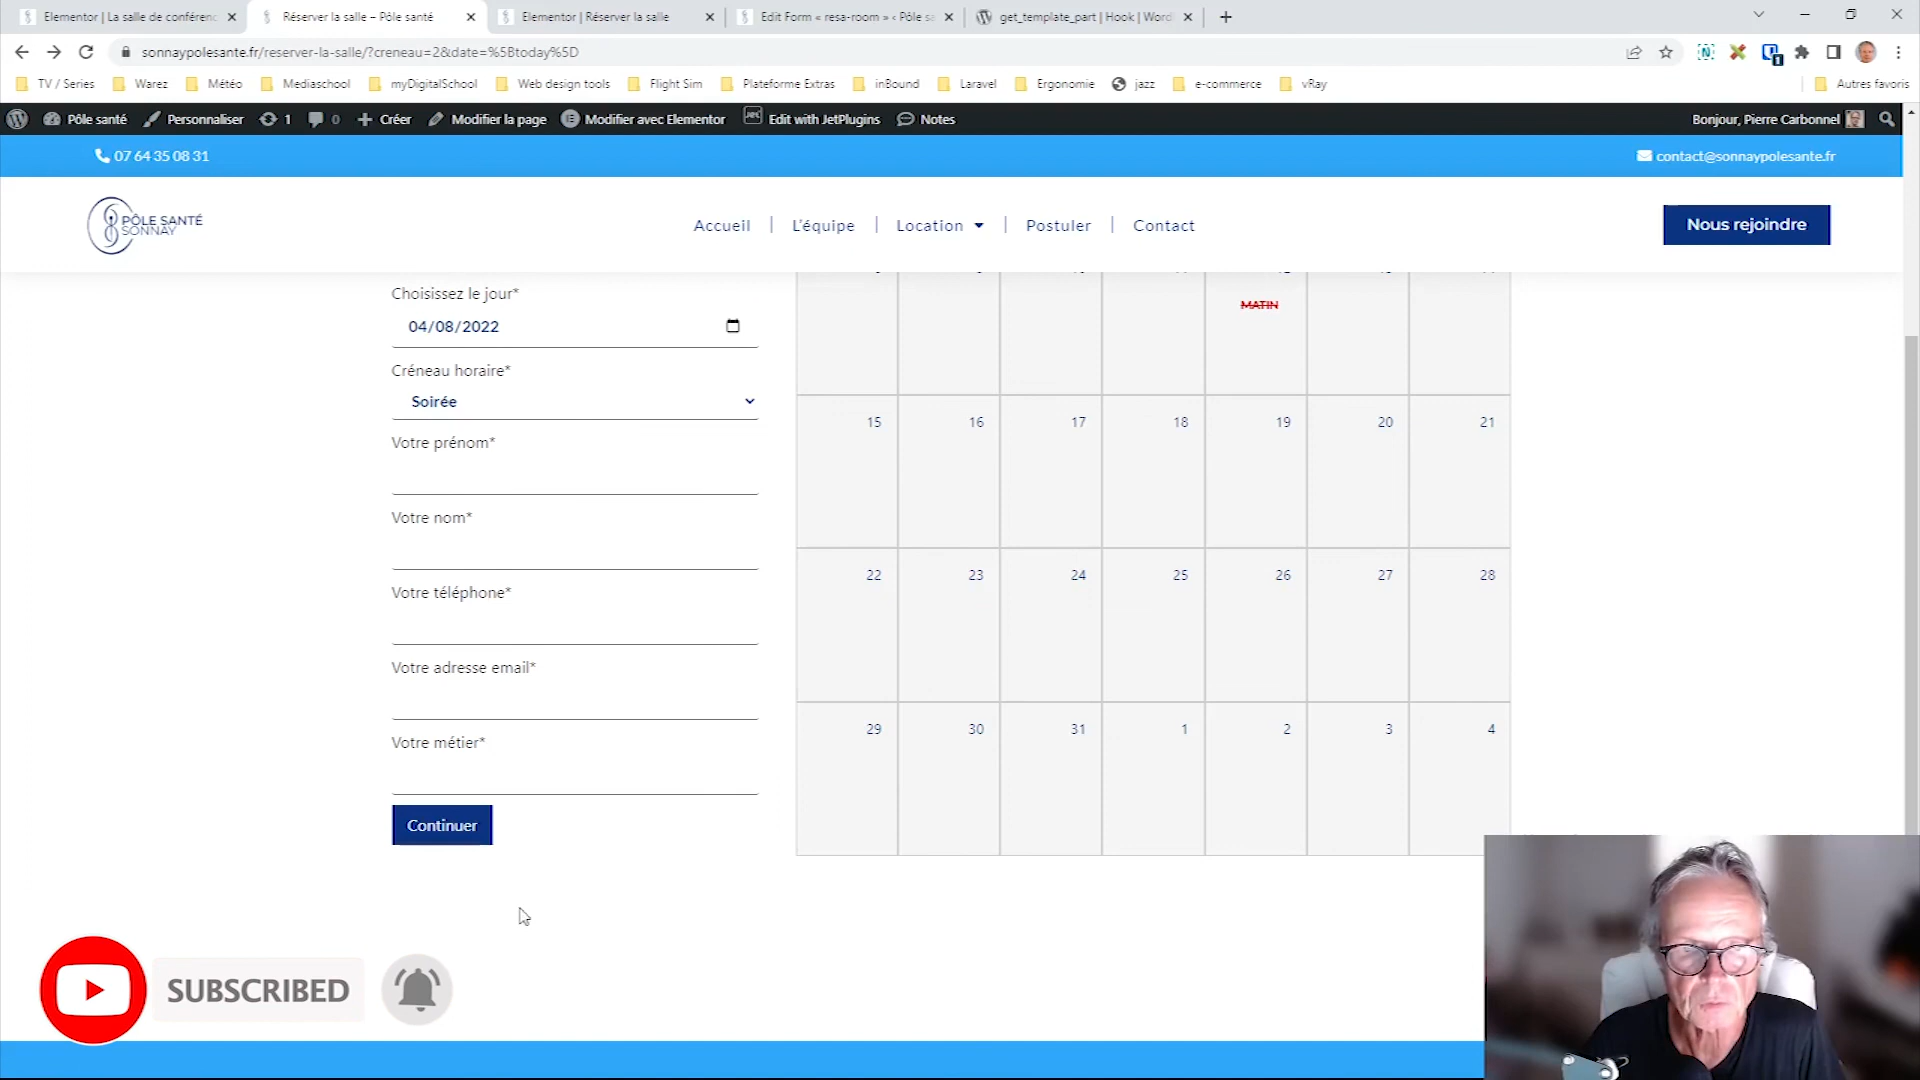 Elementor | La salle de conférenc
Réserver la salle – Pôle santé
Elementor | Réserver la salle
Edit Form « resa-room » ‹ Pôle sa
get_template_part | Hook | Word
sonnaypolesante.fr/reserver-la-salle/?creneau=2&date=%5Btoday%5D
TV / Series
Warez
Météo
Mediaschool
myDigitalSchool
Web design tools
Flight Sim
Plateforme Extras
inBound
Laravel
Ergonomie
jazz
e-commerce
vRay
Autres favoris
Pôle santé
Personnaliser
1
0
Créer
Modifier la page
Modifier avec Elementor
Edit with JetPlugins
Notes
Bonjour, Pierre Carbonnel
07 64 35 08 31
contact@sonnaypolesante.fr
PÔLE SANTÉ
SONNAY
Accueil
L'équipe
Location
Postuler
Contact
Nous rejoindre
Choisissez le jour*
04/08/2022
Créneau horaire*
Soirée
Votre prénom*
Votre nom*
Votre téléphone*
Votre adresse email*
Votre métier*
Continuer
MATIN
15 16 17 18 19 20 21
22 23 24 25 26 27 28
29 30 31 1 2 3 4
SUBSCRIBED